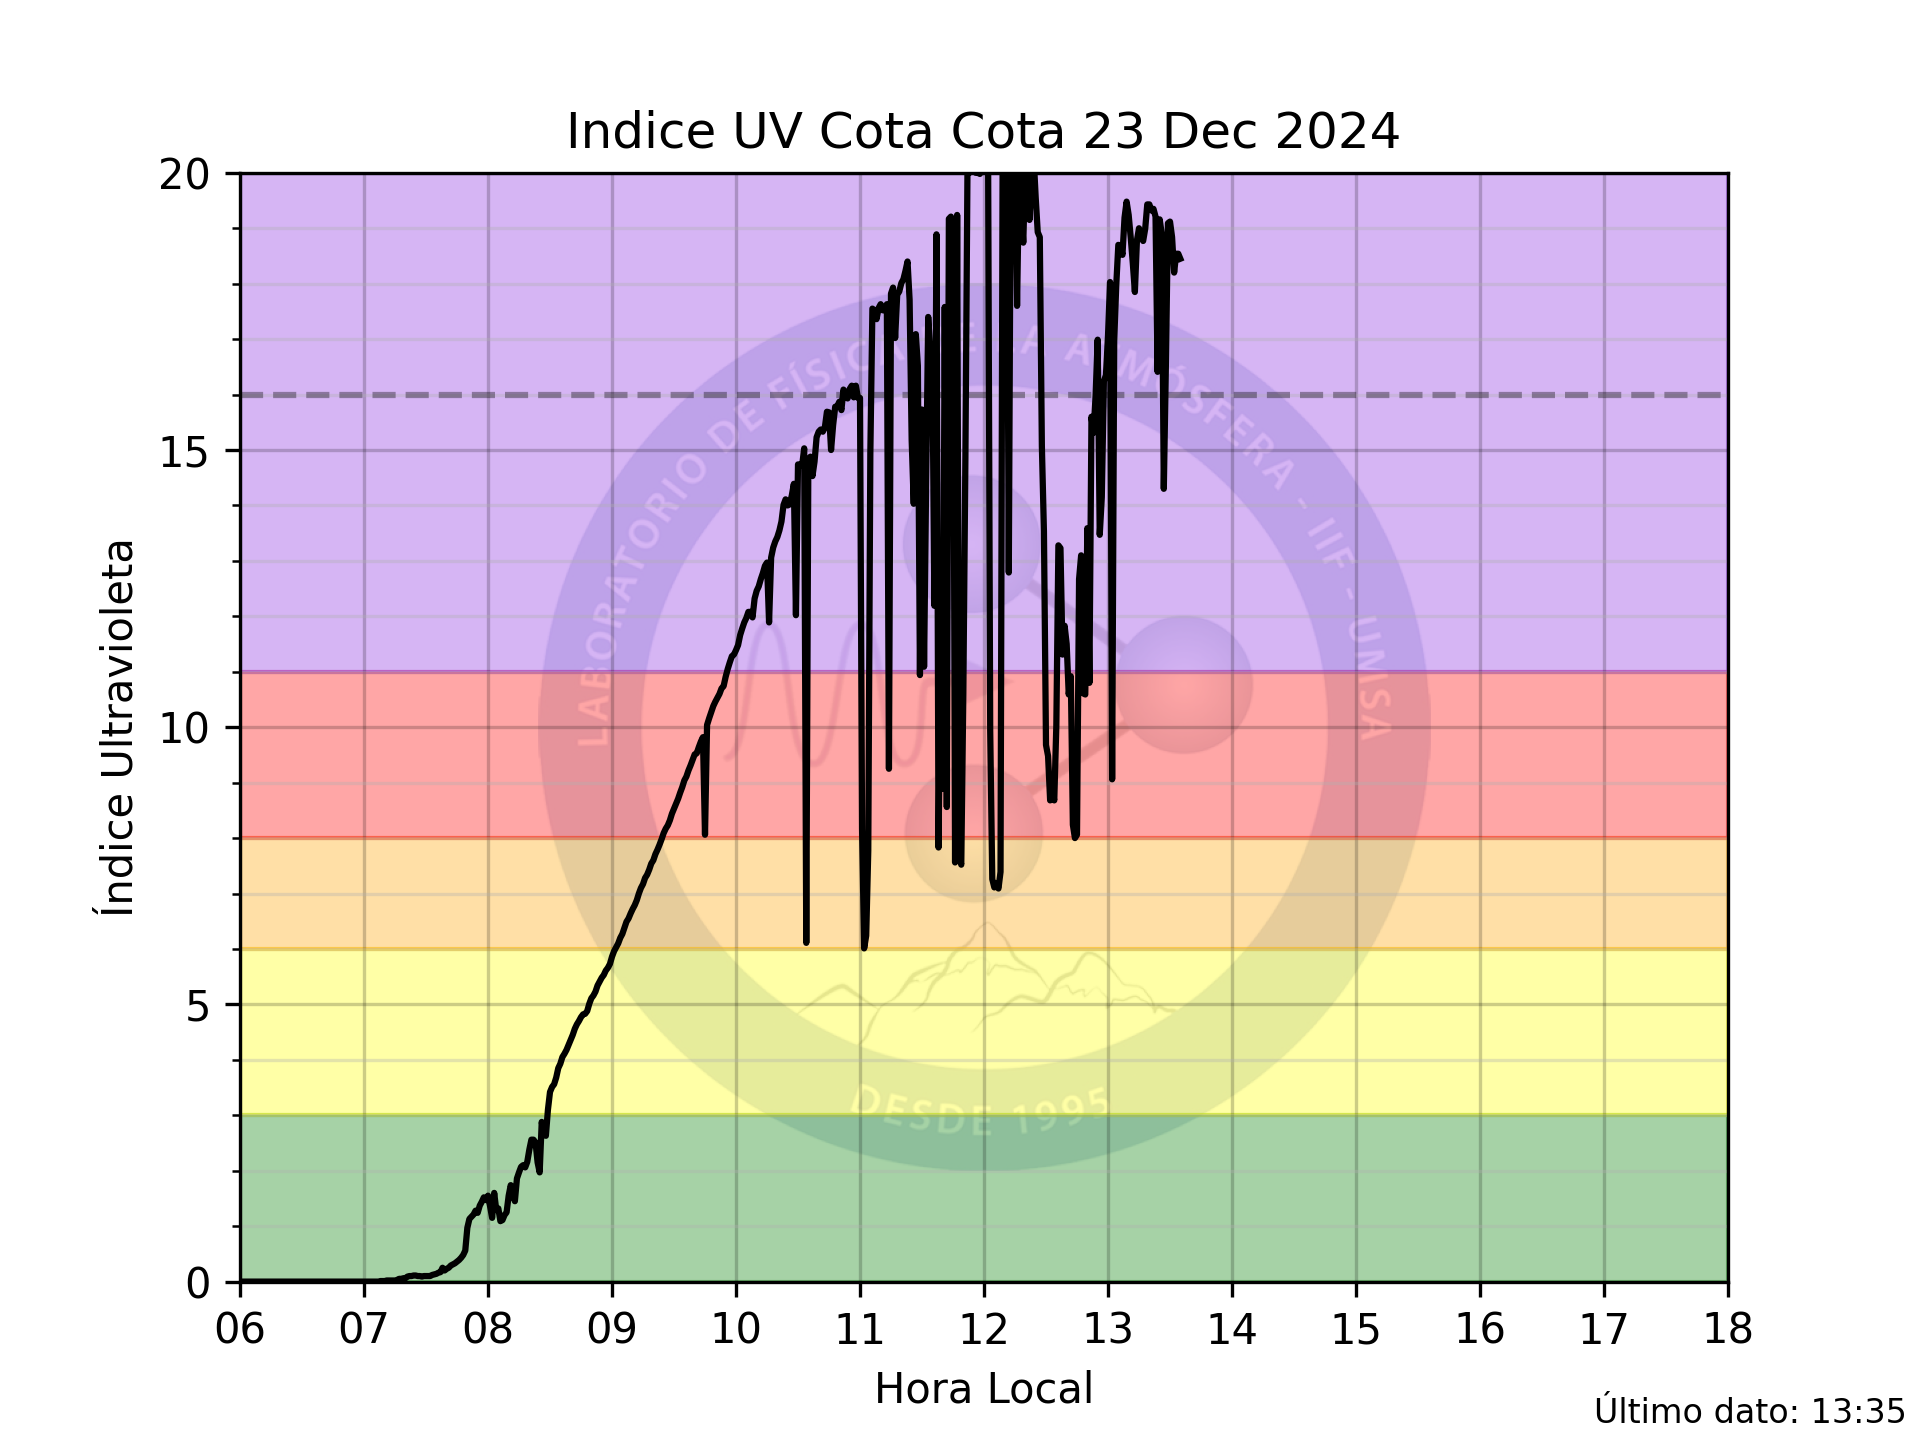 Indice UV Cota Cota 23 Dec 2024
20
15
10
5
0
Índice Ultravioleta
LABORATORIO DE FÍSICA DE LA ATMÓSFERA - IIF - UMSA
DESDE 1995
06 07 08 09 10 11 12 13 14 15 16 17 18
Hora Local
Último dato: 13:35